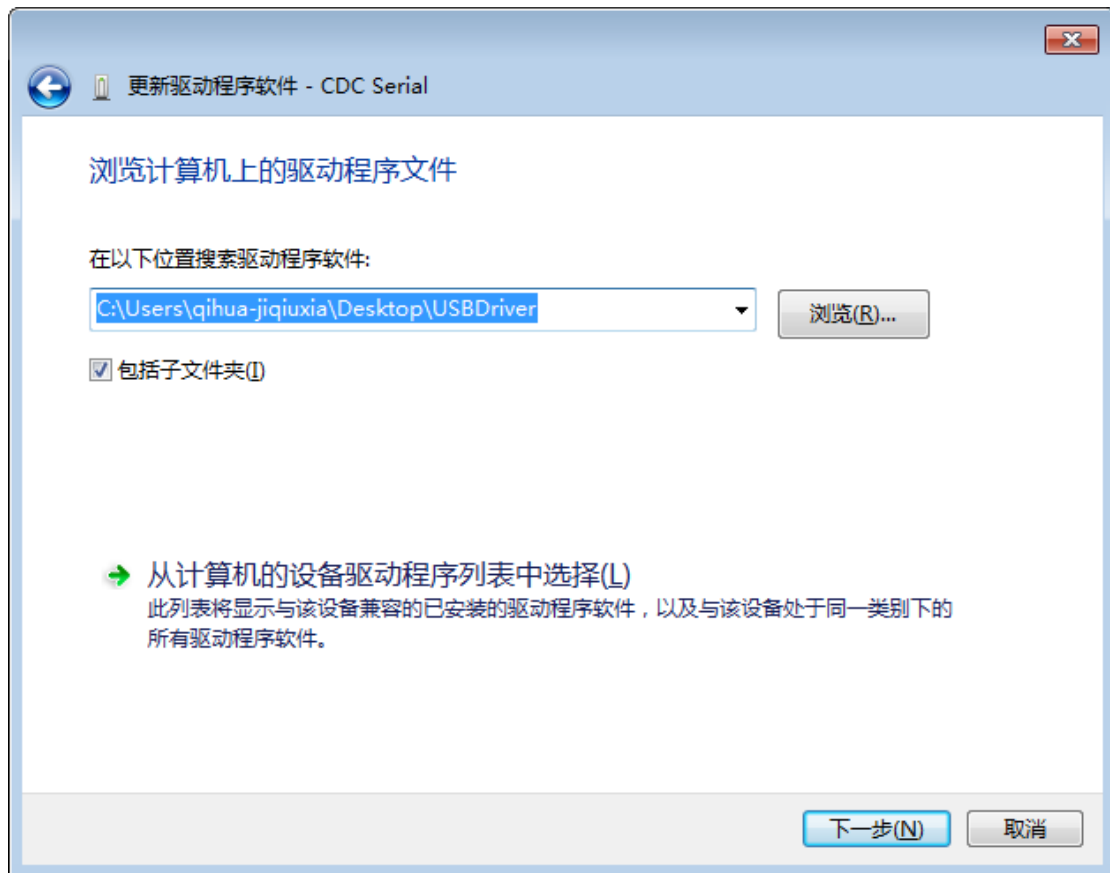 更新驱动程序软件 - CDC Serial
浏览计算机上的驱动程序文件
在以下位置搜索驱动程序软件:
C:\Users\qihua-jiqiuxia\Desktop\USBDriver
浏览(R)...
包括子文件夹(I)
从计算机的设备驱动程序列表中选择(L)
此列表将显示与该设备兼容的已安装的驱动程序软件，以及与该设备处于同一类别下的
所有驱动程序软件。
下一步(N)
取消